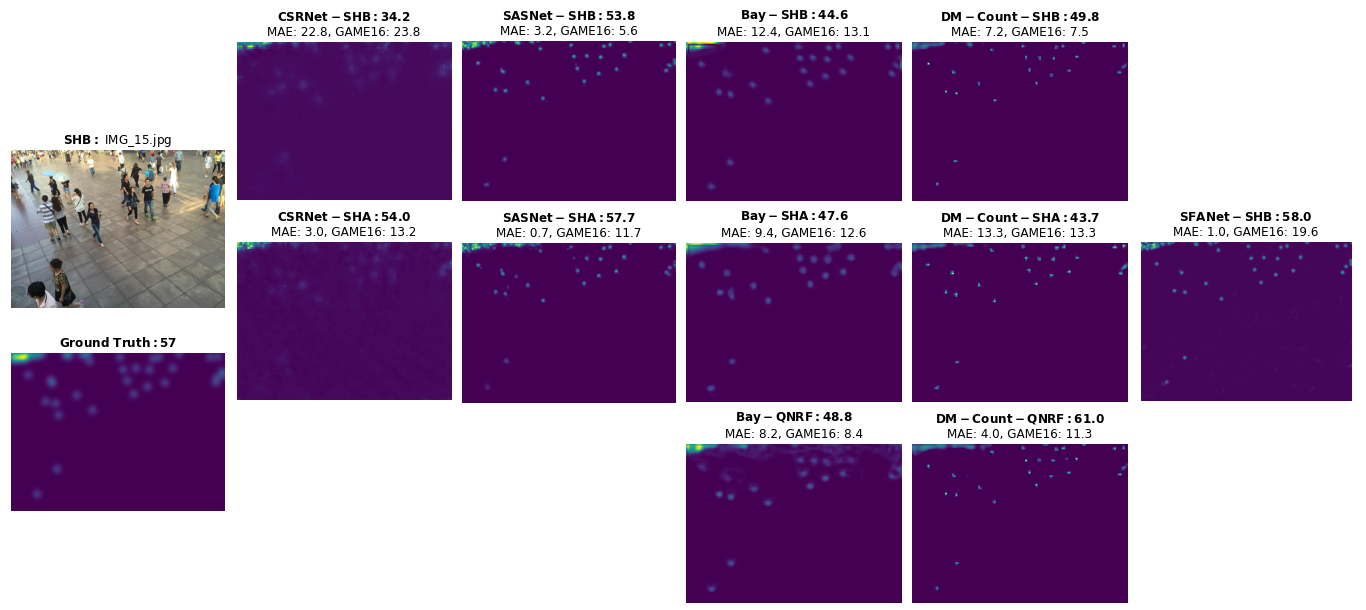 CSRNet−SHB: 34.2
MAE: 22.8, GAME16: 23.8
SASNet−SHB: 53.8
MAE: 3.2, GAME16: 5.6
Bay−SHB: 44.6
MAE: 12.4, GAME16: 13.1
DM−Count−SHB: 49.8
MAE: 7.2, GAME16: 7.5
SHB: IMG_15.jpg
CSRNet−SHA: 54.0
MAE: 3.0, GAME16: 13.2
SASNet−SHA: 57.7
MAE: 0.7, GAME16: 11.7
Bay−SHA: 47.6
MAE: 9.4, GAME16: 12.6
DM−Count−SHA: 43.7
MAE: 13.3, GAME16: 13.3
SFANet−SHB: 58.0
MAE: 1.0, GAME16: 19.6
Ground Truth: 57
Bay−QNRF: 48.8
MAE: 8.2, GAME16: 8.4
DM−Count−QNRF: 61.0
MAE: 4.0, GAME16: 11.3